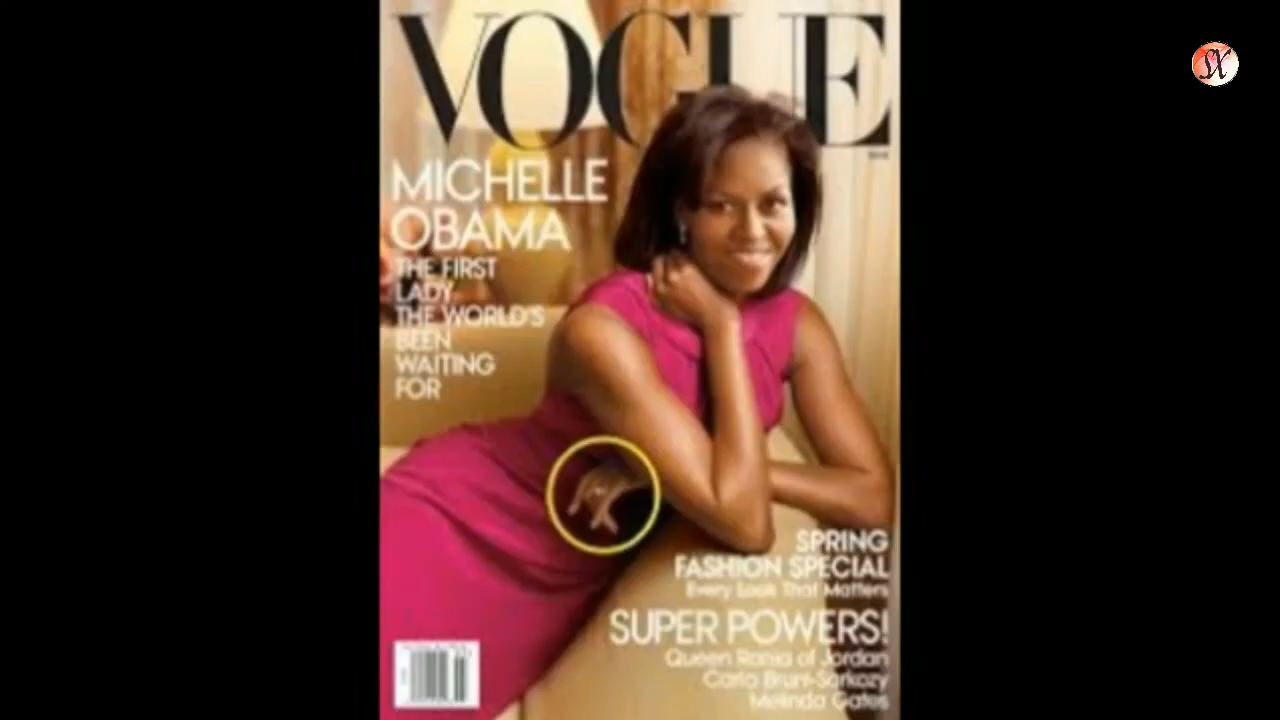 VOGUE
SX
MICHELLE
OBAMA
THE FIRST
LADY
THE WORLD'S
BEEN
WAITING
FOR
SPRING
FASHION SPECIAL
Every Look That Matters
SUPER POWERS!
Queen Rania of Jordan
Carla Bruni-Sarkozy
Melinda Gates